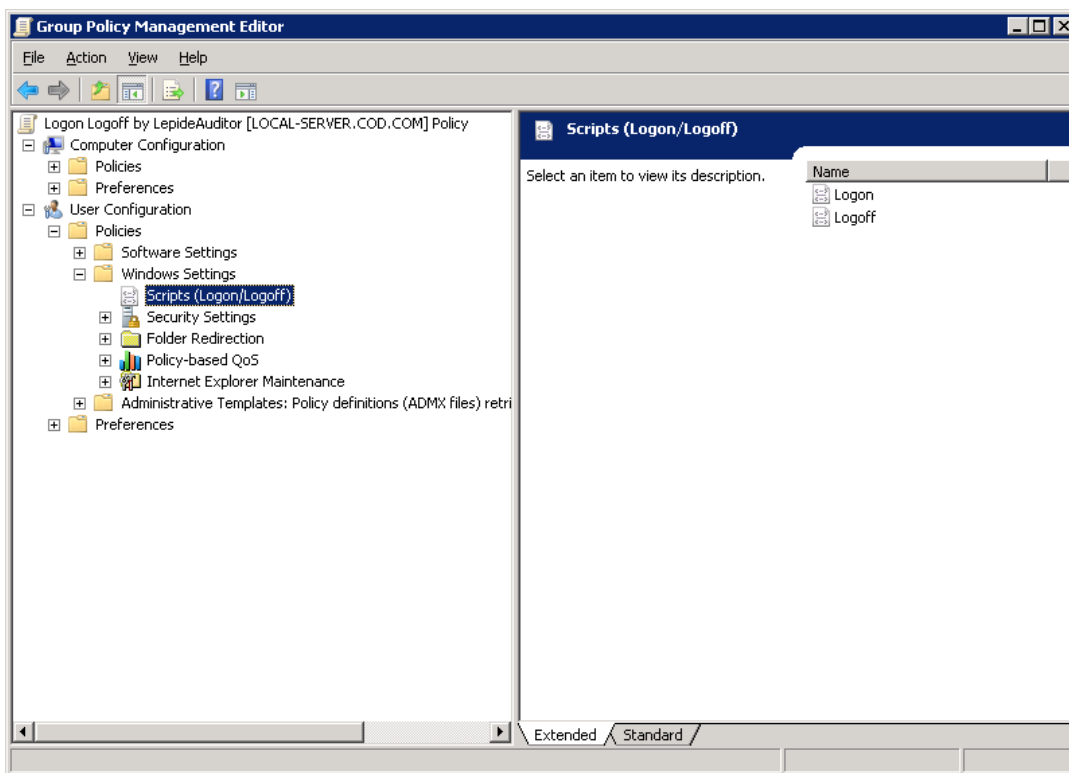 Group Policy Management Editor
File Action View Help
Logon Logoff by LepideAuditor [LOCAL-SERVER.COD.COM] Policy
Computer Configuration
Policies
Preferences
User Configuration
Policies
Software Settings
Windows Settings
Scripts (Logon/Logoff)
Security Settings
Folder Redirection
Policy-based QoS
Internet Explorer Maintenance
Administrative Templates: Policy definitions (ADMX files) retri
Preferences
Scripts (Logon/Logoff)
Select an item to view its description.
Name
Logon
Logoff
Extended Standard